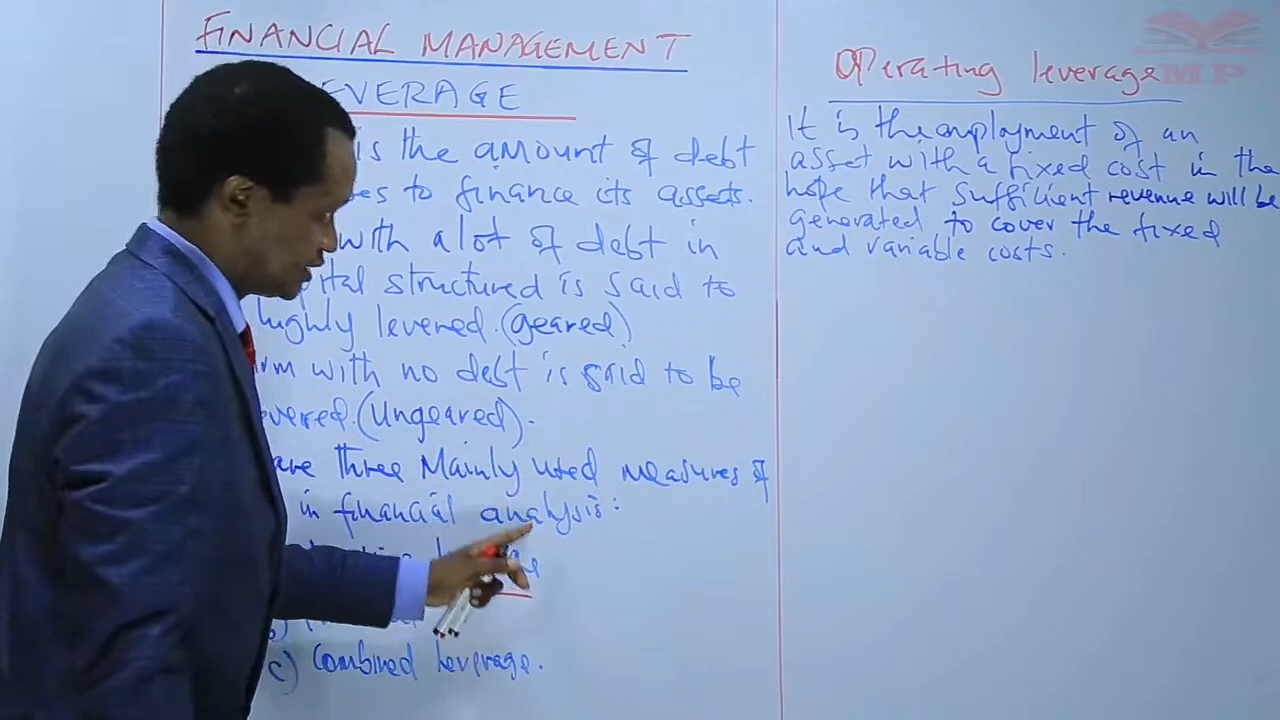 FINANCIAL MANAGEMENT
EVERAGE
is the amount of debt
es to finance its assets.
with a lot of debt in
ital structured is said to
highly levered. (geared)
rm with no debt is said to be
evered. (Ungeared).
are three Mainly used measures of
in financial analysis:
b)
c) Combined leverage.
Operating leverage
MP
It is the employment of an
asset with a fixed cost in the
hope that sufficient revenue will be
generated to cover the fixed
and variable costs.